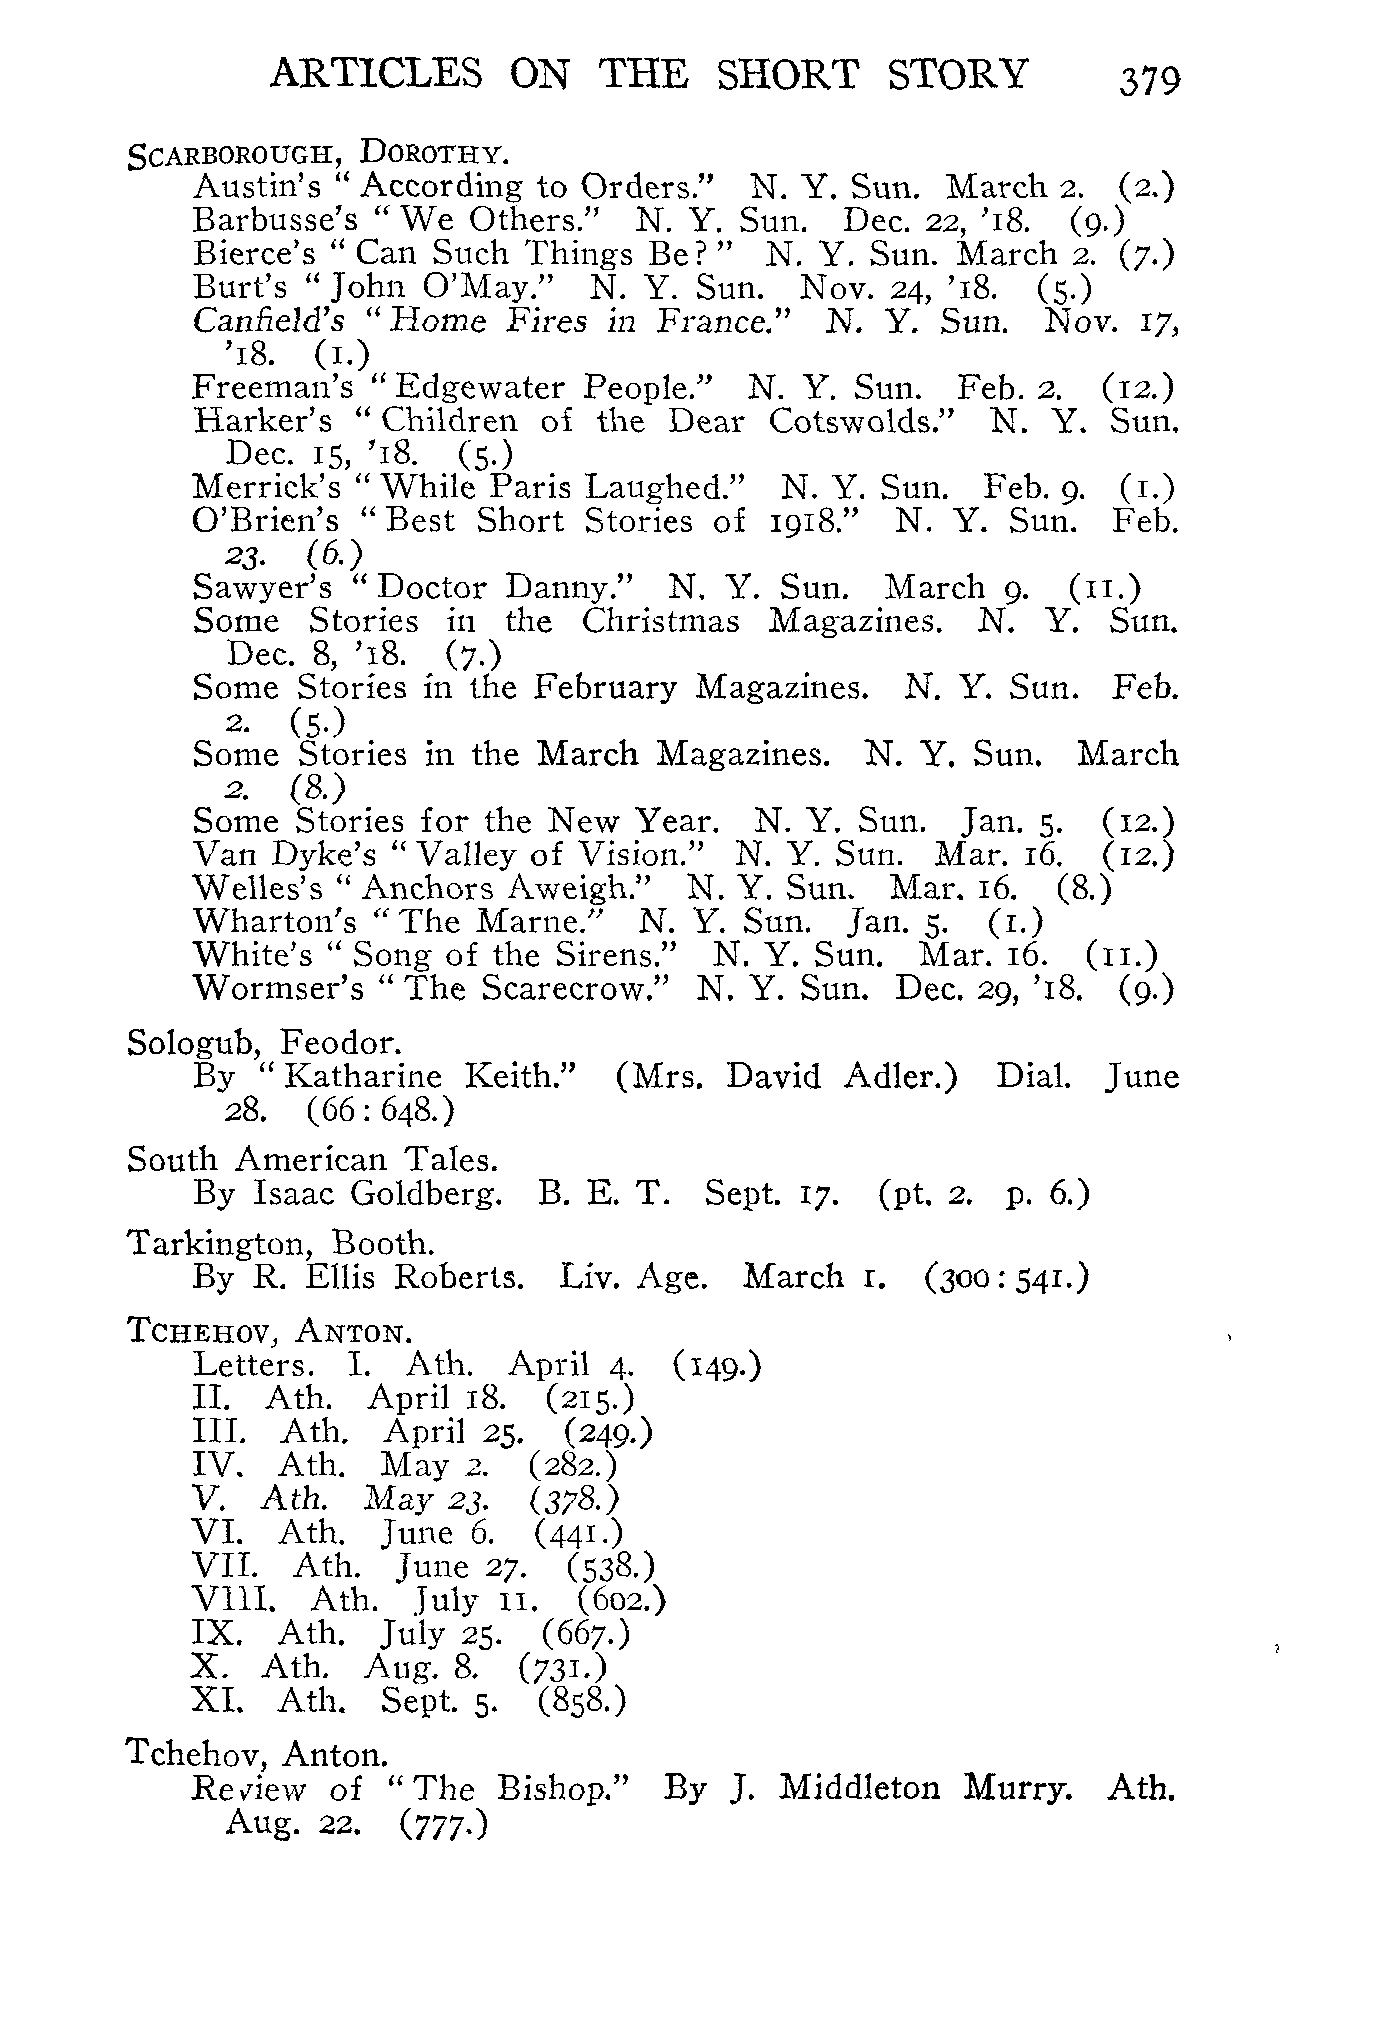 ARTICLES ON THE SHORT STORY 379
SCARBOROUGH, DOROTHY.
Austin's "According to Orders." N. Y. Sun. March 2. (2.)
Barbusse's "We Others." N. Y. Sun. Dec. 22, '18. (9.)
Bierce's "Can Such Things Be?" N. Y. Sun. March 2. (7.)
Burt's "John O'May." N. Y. Sun. Nov. 24, '18. (5.)
Canfield's "Home Fires in France." N. Y. Sun. Nov. 17,
'18. (1.)
Freeman's "Edgewater People." N. Y. Sun. Feb. 2. (12.)
Harker's "Children of the Dear Cotswolds." N. Y. Sun.
Dec. 15, '18. (5.)
Merrick's "While Paris Laughed." N. Y. Sun. Feb. 9. (1.)
O'Brien's "Best Short Stories of 1918." N. Y. Sun. Feb.
23. (6.)
Sawyer's "Doctor Danny." N. Y. Sun. March 9. (11.)
Some Stories in the Christmas Magazines. N. Y. Sun.
Dec. 8, '18. (7.)
Some Stories in the February Magazines. N. Y. Sun. Feb.
2. (5.)
Some Stories in the March Magazines. N. Y. Sun. March
2. (8.)
Some Stories for the New Year. N. Y. Sun. Jan. 5. (12.)
Van Dyke's "Valley of Vision." N. Y. Sun. Mar. 16. (12.)
Welles's "Anchors Aweigh." N. Y. Sun. Mar. 16. (8.)
Wharton's "The Marne." N. Y. Sun. Jan. 5. (1.)
White's "Song of the Sirens." N. Y. Sun. Mar. 16. (11.)
Wormser's "The Scarecrow." N. Y. Sun. Dec. 29, '18. (9.)
Sologub, Feodor.
By "Katharine Keith." (Mrs. David Adler.) Dial. June
28. (66: 648.)
South American Tales.
By Isaac Goldberg. B. E. T. Sept. 17. (pt. 2. p. 6.)
Tarkington, Booth.
By R. Ellis Roberts. Liv. Age. March 1. (300: 541.)
TCHEHOV, ANTON.
Letters. I. Ath. April 4. (149.)
II. Ath. April 18. (215.)
III. Ath. April 25. (249.)
IV. Ath. May 2. (282.)
V. Ath. May 23. (378.)
VI. Ath. June 6. (441.)
VII. Ath. June 27. (538.)
VIII. Ath. July 11. (602.)
IX. Ath. July 25. (667.)
X. Ath. Aug. 8. (731.)
XI. Ath. Sept. 5. (858.)
Tchehov, Anton.
Review of "The Bishop." By J. Middleton Murry. Ath.
Aug. 22. (777.)